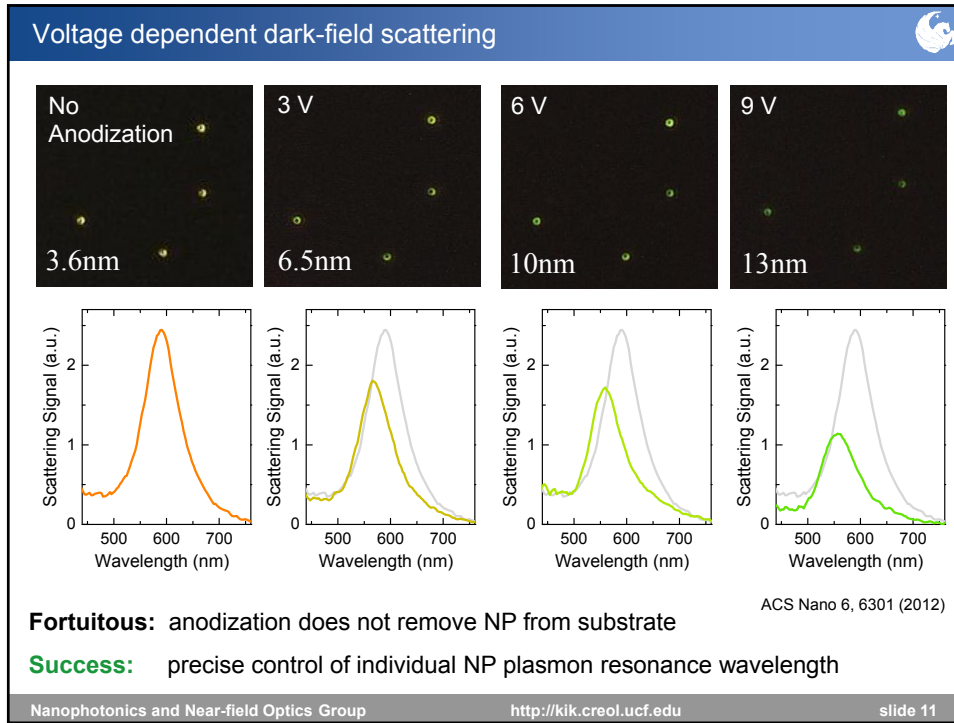 Voltage dependent dark-field scattering
No
Anodization
3.6nm
3 V
6.5nm
6 V
10nm
9 V
13nm
Scattering Signal (a.u.)
2
1
0
500 600 700
Wavelength (nm)
Scattering Signal (a.u.)
2
1
0
500 600 700
Wavelength (nm)
Scattering Signal (a.u.)
2
1
0
500 600 700
Wavelength (nm)
Scattering Signal (a.u.)
2
1
0
500 600 700
Wavelength (nm)
ACS Nano 6, 6301 (2012)
Fortuitous: anodization does not remove NP from substrate
Success: precise control of individual NP plasmon resonance wavelength
Nanophotonics and Near-field Optics Group http://kik.creol.ucf.edu slide 11